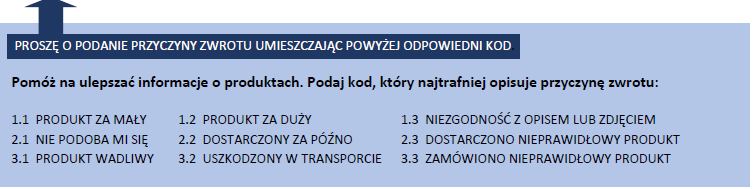 PROSZĘ O PODANIE PRZYCZYNY ZWROTU UMIESZCZAJĄC POWYŻEJ ODPOWIEDNI KOD
Pomóż na ulepszać informacje o produktach. Podaj kod, który najtrafniej opisuje przyczynę zwrotu:
1.1 PRODUKT ZA MAŁY 1.2 PRODUKT ZA DUŻY 1.3 NIEZGODNOŚĆ Z OPISEM LUB ZDJĘCIEM
2.1 NIE PODOBA MI SIĘ 2.2 DOSTARCZONY ZA PÓŹNO 2.3 DOSTARCZONO NIEPRAWIDŁOWY PRODUKT
3.1 PRODUKT WADLIWY 3.2 USZKODZONY W TRANSPORCIE 3.3 ZAMÓWIONO NIEPRAWIDŁOWY PRODUKT